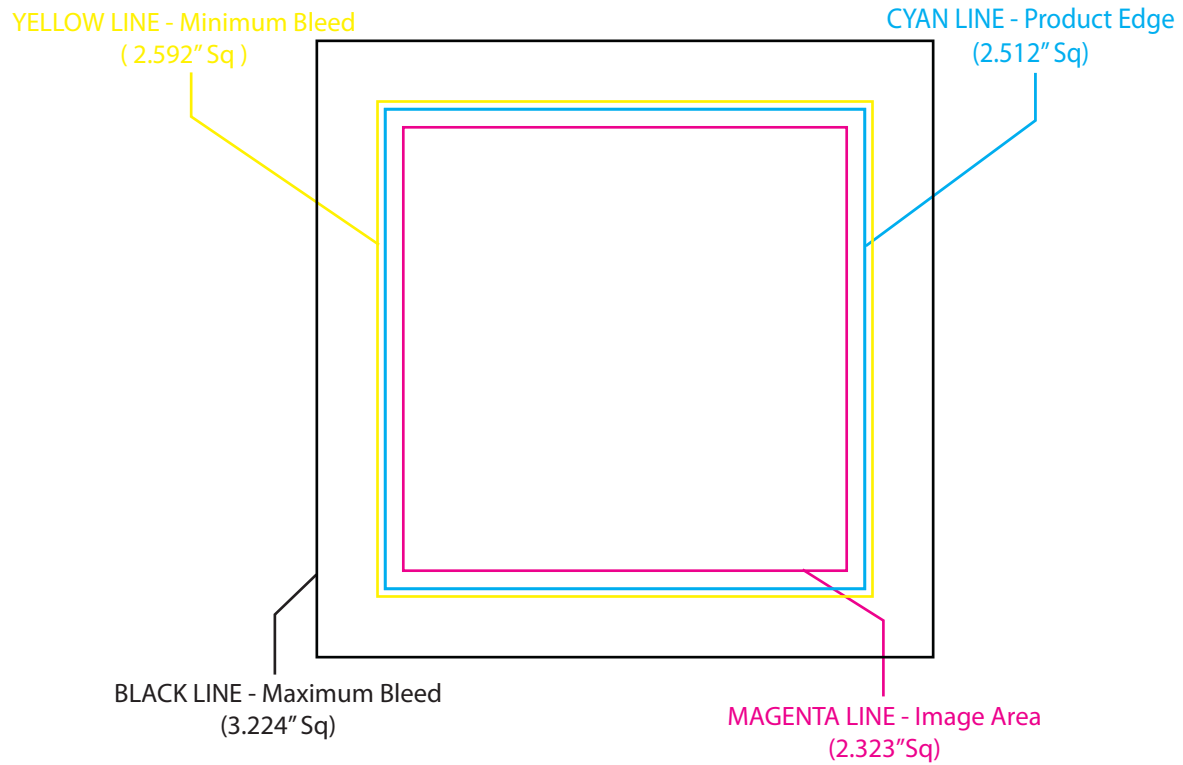 YELLOW LINE - Minimum Bleed
( 2.592” Sq )
CYAN LINE - Product Edge
(2.512” Sq)
BLACK LINE - Maximum Bleed
(3.224” Sq)
MAGENTA LINE - Image Area
(2.323”Sq)